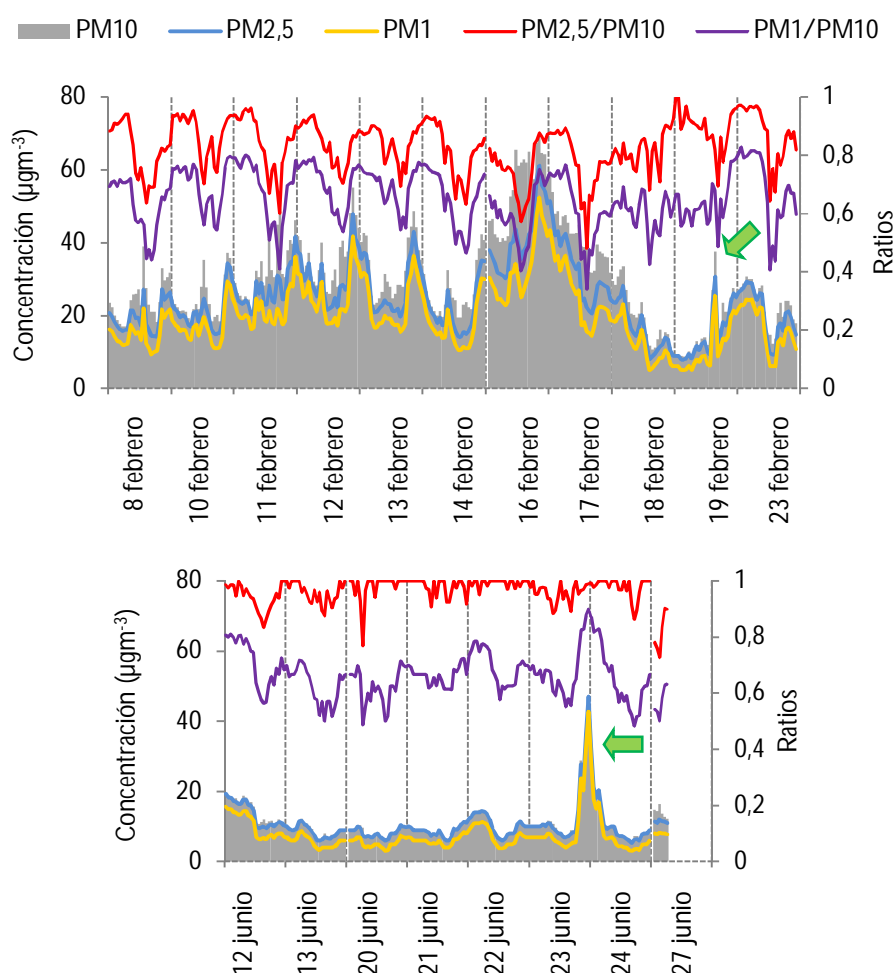 PM10 PM2,5 PM1 PM2,5/PM10 PM1/PM10
Concentración (µgm-3)
80
60
40
20
0
1
0,8
0,6
0,4
0,2
0
Ratios
8 febrero
10 febrero
11 febrero
12 febrero
13 febrero
14 febrero
16 febrero
17 febrero
18 febrero
19 febrero
23 febrero
Concentración (µgm-3)
80
60
40
20
0
1
0,8
0,6
0,4
0,2
0
Ratios
12 junio
13 junio
20 junio
21 junio
22 junio
23 junio
24 junio
27 junio